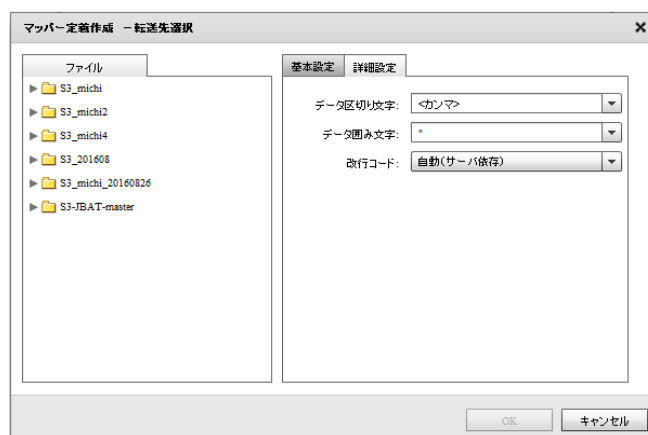 マッパー定義作成 －転送先選択
ファイル
S3_michi
S3_michi2
S3_michi4
S3_201608
S3_michi_20160826
S3-JBAT-master
基本設定 詳細設定
データ区切り文字: <カンマ>
データ囲み文字: "
改行コード: 自動(サーバ依存)
OK キャンセル